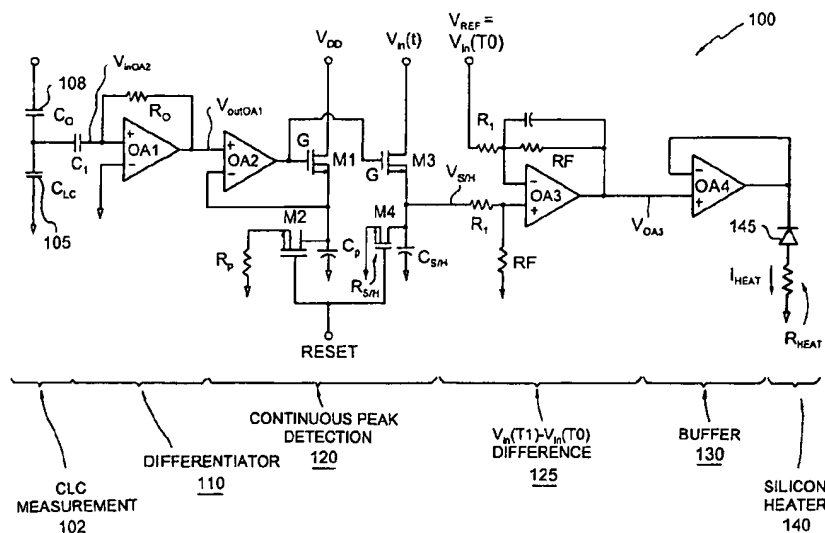 100
V_DD
V_in(t)
V_REF =
V_in(T0)
V_inOA2
108
C_O
R_O
V_outOA1
C_1
+
-
OA1
C_LC
105
+
-
OA2
G
M1
G
M3
V_S/H
R_1
RF
-
+
OA3
R_1
RF
V_OA3
-
+
OA4
145
I_HEAT
R_HEAT
M2
M4
R_P
C_P
R_S/H
C_S/H
RESET
CLC
MEASUREMENT
102
DIFFERENTIATOR
110
CONTINUOUS PEAK
DETECTION
120
V_in(T1)-V_in(T0)
DIFFERENCE
125
BUFFER
130
SILICON
HEATER
140